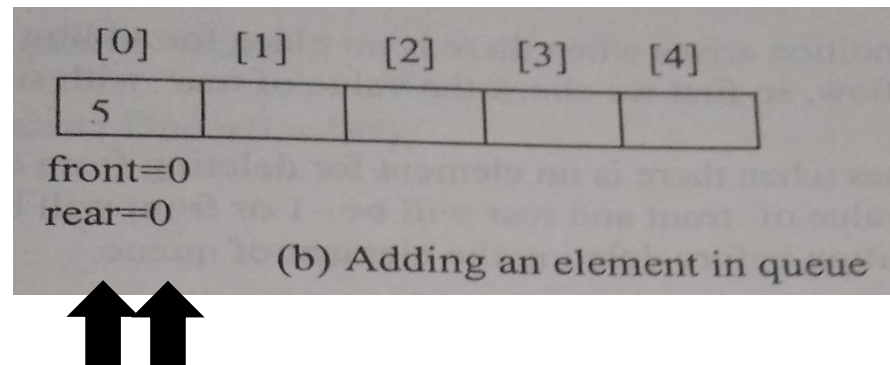 [0] [1] [2] [3] [4]
5
front=0
rear=0
(b) Adding an element in queue